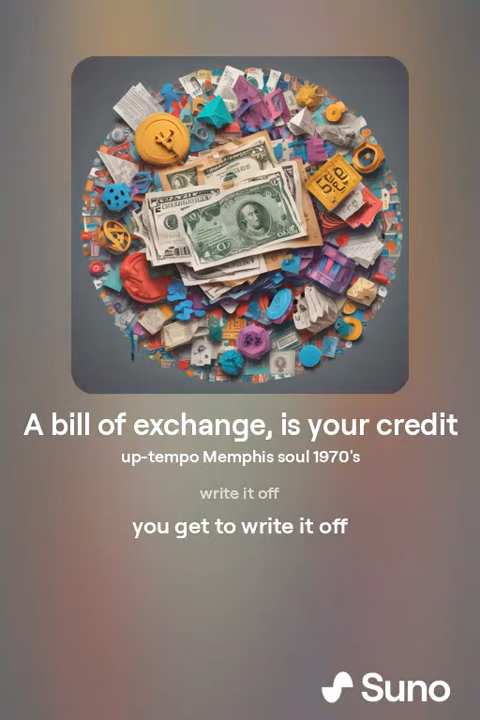 A bill of exchange, is your credit
up-tempo Memphis soul 1970's
write it off
you get to write it off
Suno